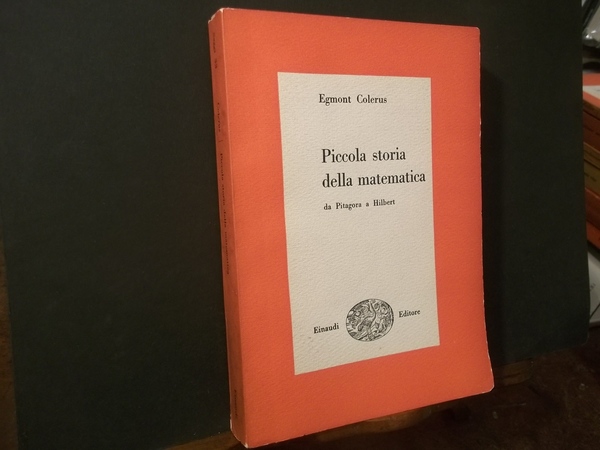 Egmont Colerus
Piccola storia
della matematica
da Pitagora a Hilbert
Einaudi Editore